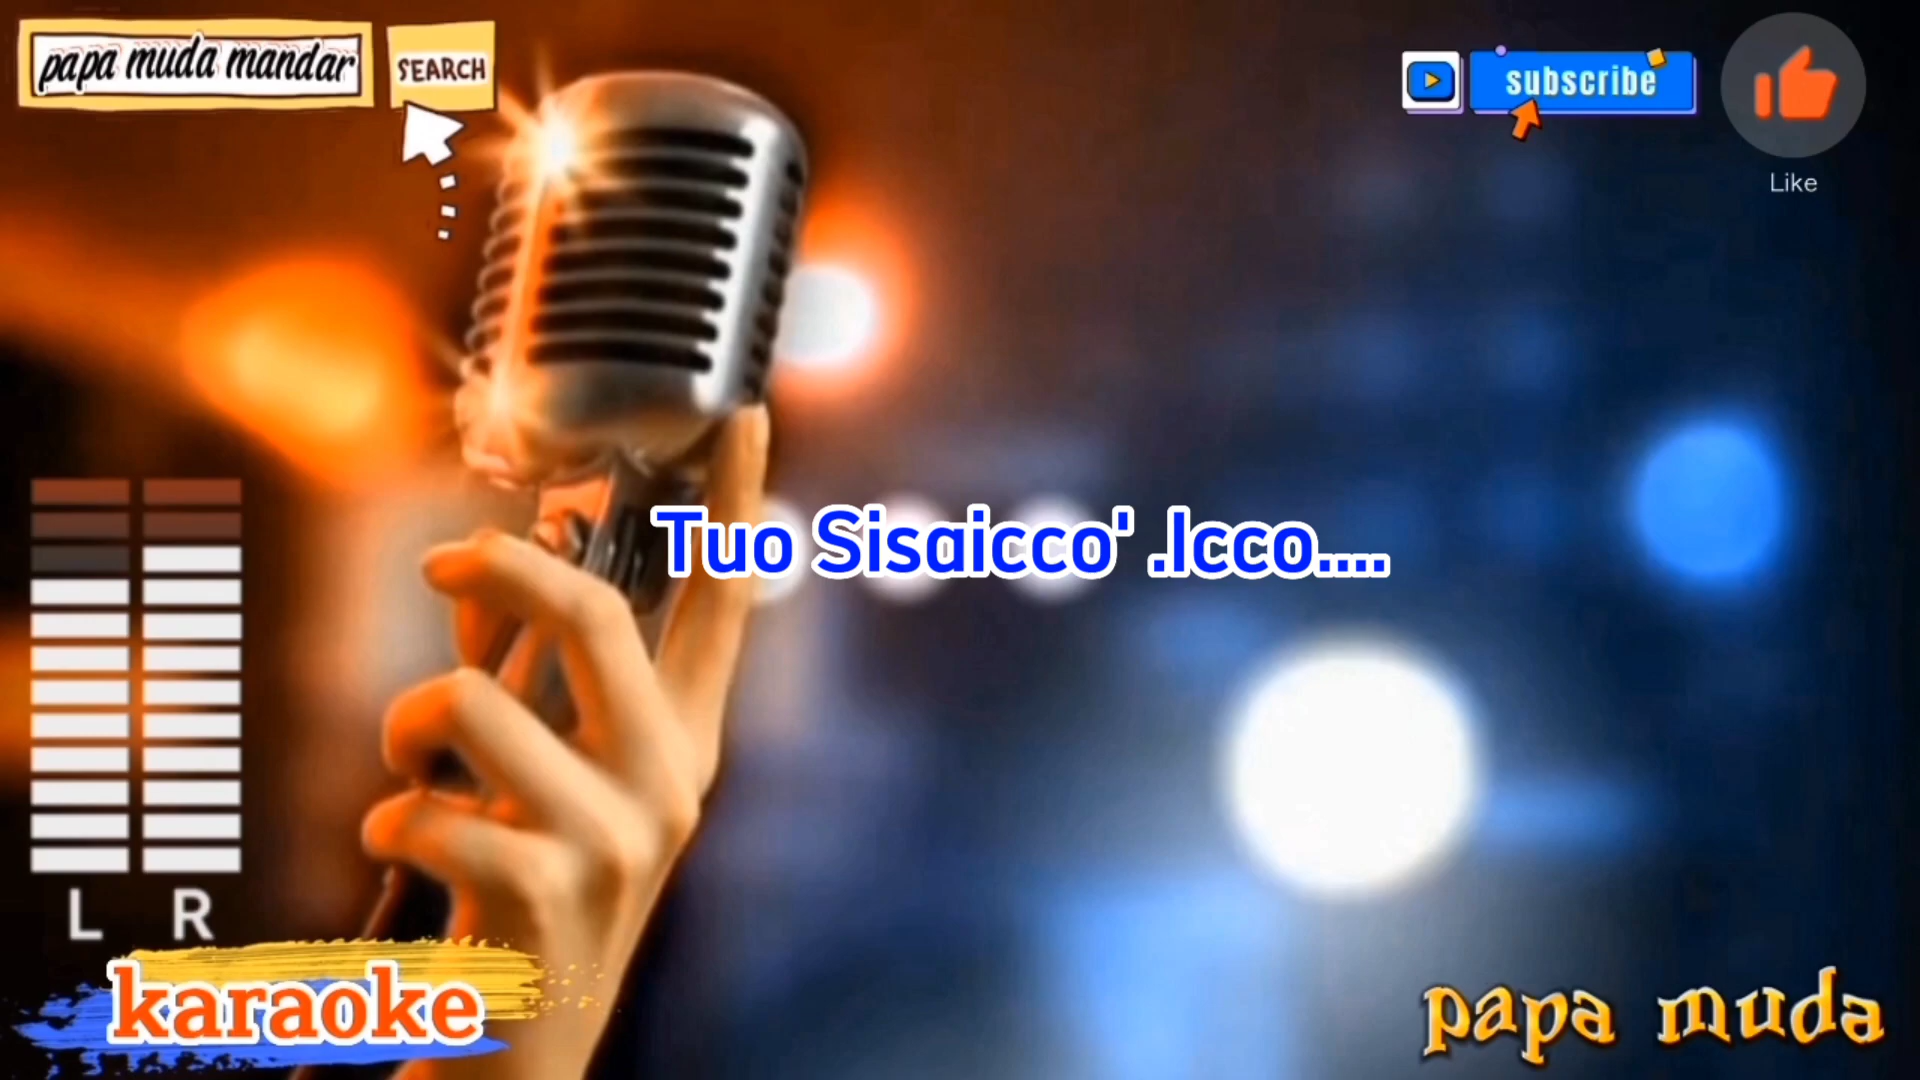 papa muda mandar
SEARCH
subscribe
Like
Tuo Sisaicco' .Icco....
L R
karaoke
papa muda